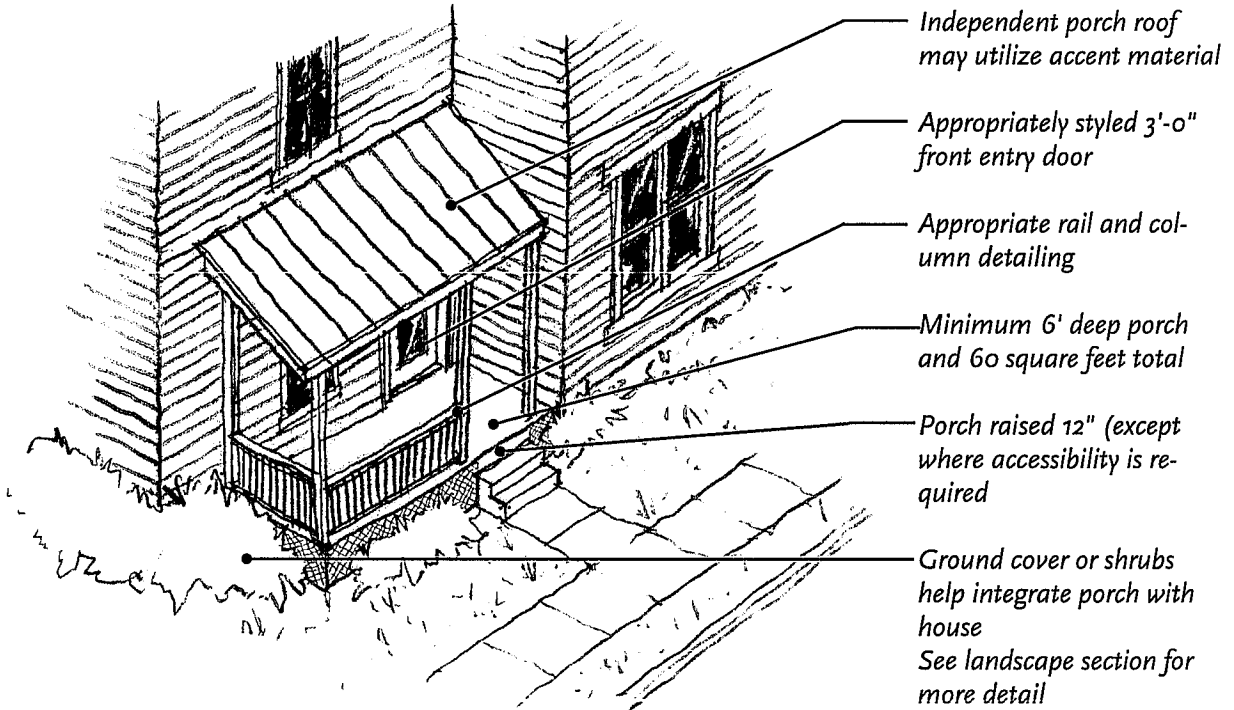 Independent porch roof
may utilize accent material
Appropriately styled 3'-0"
front entry door
Appropriate rail and col-
umn detailing
Minimum 6' deep porch
and 60 square feet total
Porch raised 12" (except
where accessibility is re-
quired
Ground cover or shrubs
help integrate porch with
house
See landscape section for
more detail